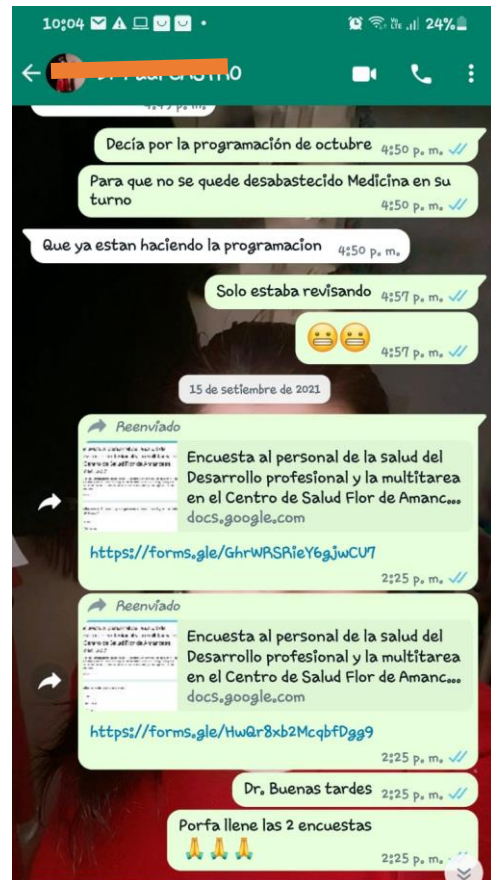 10:04
24%
4:49 p. m.
Decía por la programación de octubre 4:50 p. m.
Para que no se quede desabastecido Medicina en su
turno 4:50 p. m.
Que ya estan haciendo la programacion 4:50 p. m.
Solo estaba revisando 4:57 p. m.
4:57 p. m.
15 de setiembre de 2021
Reenviado
Encuesta al personal de la salud del
Desarrollo profesional y la multitarea
en el Centro de Salud Flor de Amanc...
docs.google.com
https://forms.gle/GhrWRSRieY6gjwCU7
2:25 p. m.
Reenviado
Encuesta al personal de la salud del
Desarrollo profesional y la multitarea
en el Centro de Salud Flor de Amanc...
docs.google.com
https://forms.gle/HwQr8xb2McqbfDgg9
2:25 p. m.
Dr. Buenas tardes 2:25 p. m.
Porfa llene las 2 encuestas
2:25 p. m.